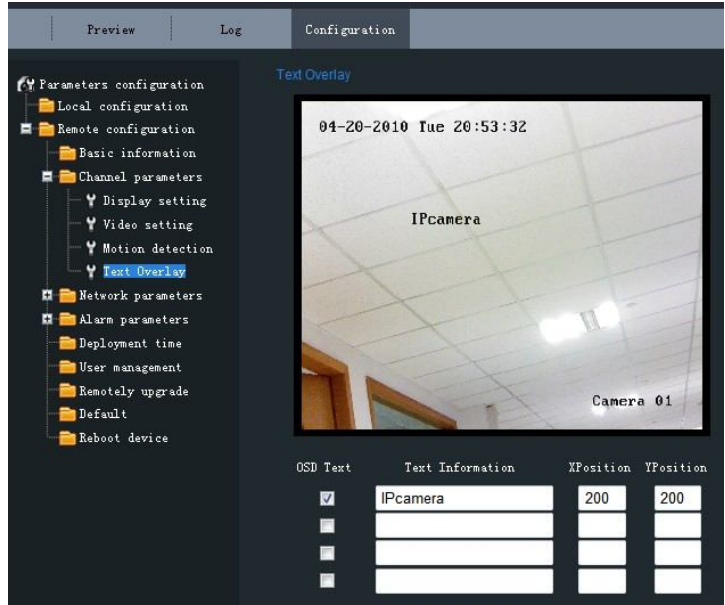 Preview Log Configuration
Parameters configuration
Local configuration
Remote configuration
Basic information
Channel parameters
Display setting
Video setting
Motion detection
Text Overlay
Network parameters
Alarm parameters
Deployment time
User management
Remotely upgrade
Default
Reboot device
Text Overlay
04-20-2010 Tue 20:53:32
IPcamera
Camera 01
OSD Text Text Information XPosition YPosition
IPcamera 200 200